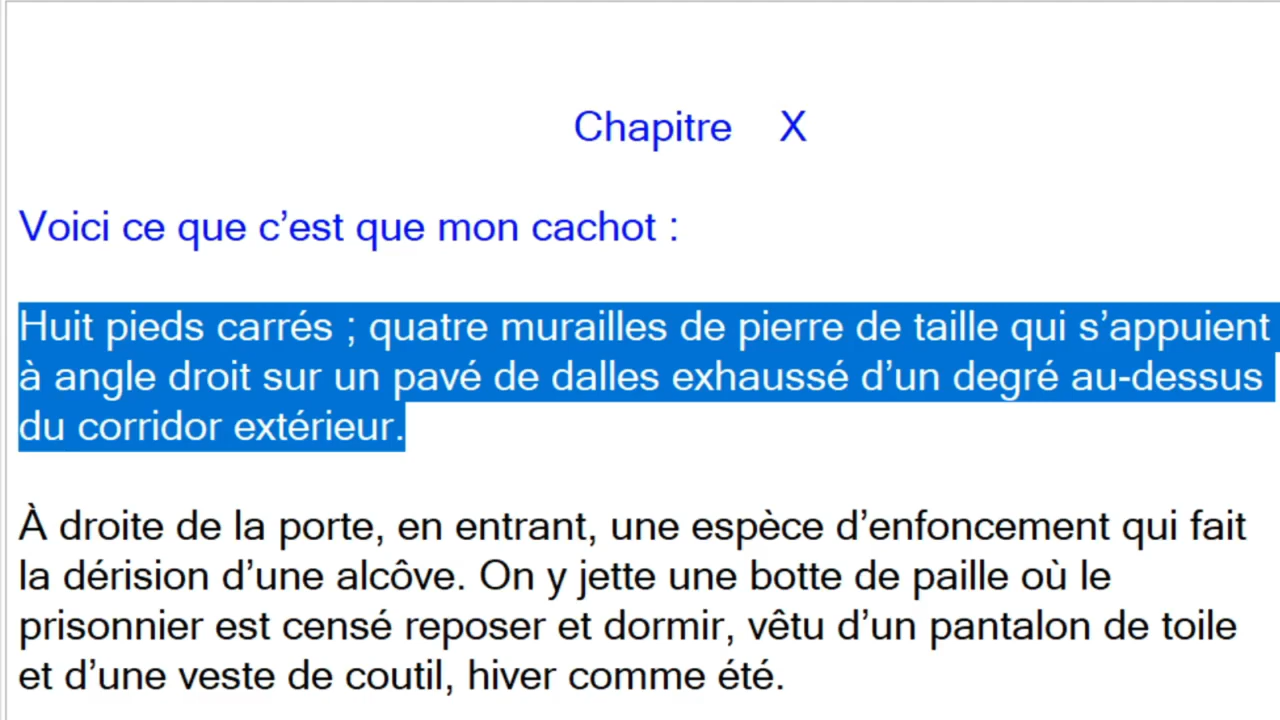 Chapitre X
Voici ce que c’est que mon cachot :
Huit pieds carrés ; quatre murailles de pierre de taille qui s’appuient
à angle droit sur un pavé de dalles exhaussé d’un degré au-dessus
du corridor extérieur.
À droite de la porte, en entrant, une espèce d’enfoncement qui fait
la dérision d’une alcôve. On y jette une botte de paille où le
prisonnier est censé reposer et dormir, vêtu d’un pantalon de toile
et d’une veste de coutil, hiver comme été.